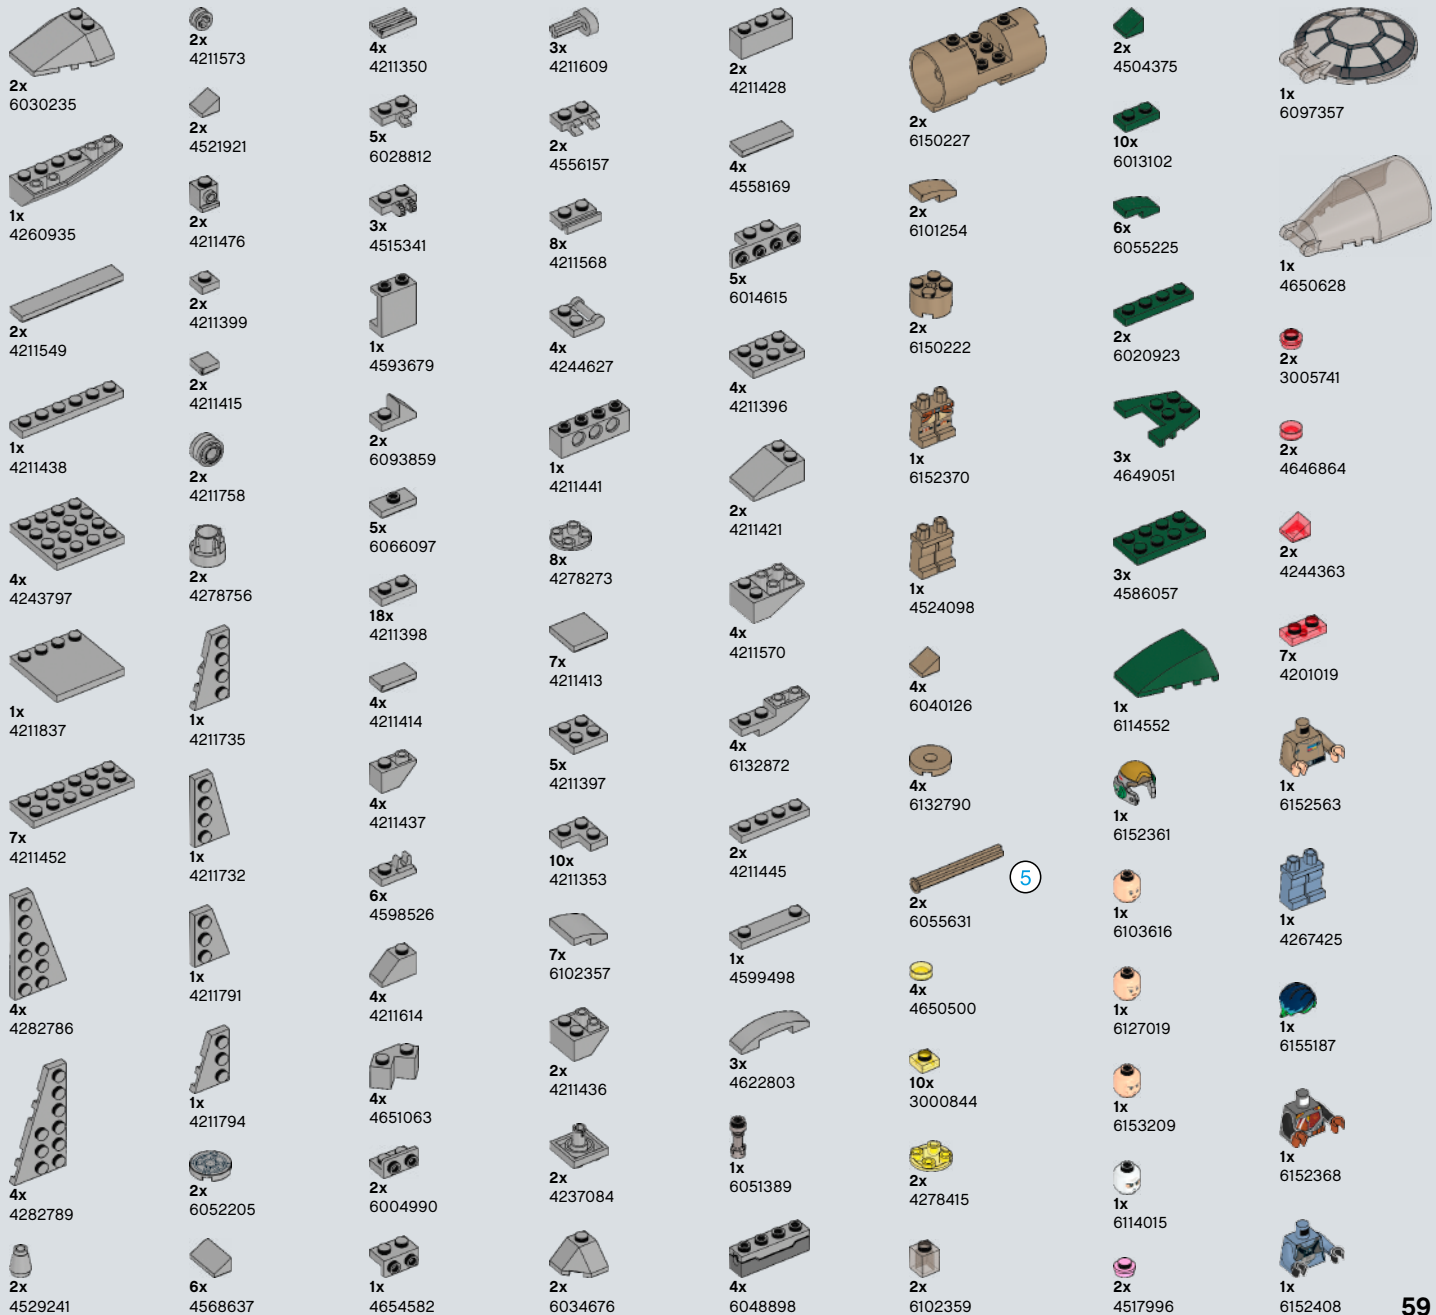 2x
6030235
1x
4260935
2x
4211549
1x
4211438
4x
4243797
1x
4211837
7x
4211452
4x
4282786
4x
4282789
2x
4529241
2x
4211573
2x
4521921
2x
4211476
2x
4211399
2x
4211415
2x
4211758
2x
4278756
1x
4211735
1x
4211732
1x
4211791
1x
4211794
2x
6052205
6x
4568637
4x
4211350
5x
6028812
3x
4515341
1x
4593679
2x
6093859
5x
6066097
18x
4211398
4x
4211414
4x
4211437
6x
4598526
4x
4211614
4x
4651063
2x
6004990
1x
4654582
3x
4211609
2x
4556157
8x
4211568
4x
4244627
1x
4211441
8x
4278273
7x
4211413
5x
4211397
10x
4211353
7x
6102357
2x
4211436
2x
4237084
2x
6034676
2x
4211428
4x
4558169
5x
6014615
4x
4211396
2x
4211421
4x
4211570
4x
6132872
2x
4211445
1x
4599498
3x
4622803
1x
6051389
4x
6048898
2x
6150227
2x
6101254
2x
6150222
1x
6152370
1x
4524098
4x
6040126
4x
6132790
5
2x
6055631
4x
4650500
10x
3000844
2x
4278415
2x
6102359
2x
4504375
10x
6013102
6x
6055225
2x
6020923
3x
4649051
3x
4586057
1x
6114552
1x
6152361
1x
6103616
1x
6127019
1x
6153209
1x
6114015
2x
4517996
1x
6097357
1x
4650628
2x
3005741
2x
4646864
2x
4244363
7x
4201019
1x
6152563
1x
4267425
1x
6155187
1x
6152368
1x
6152408
59